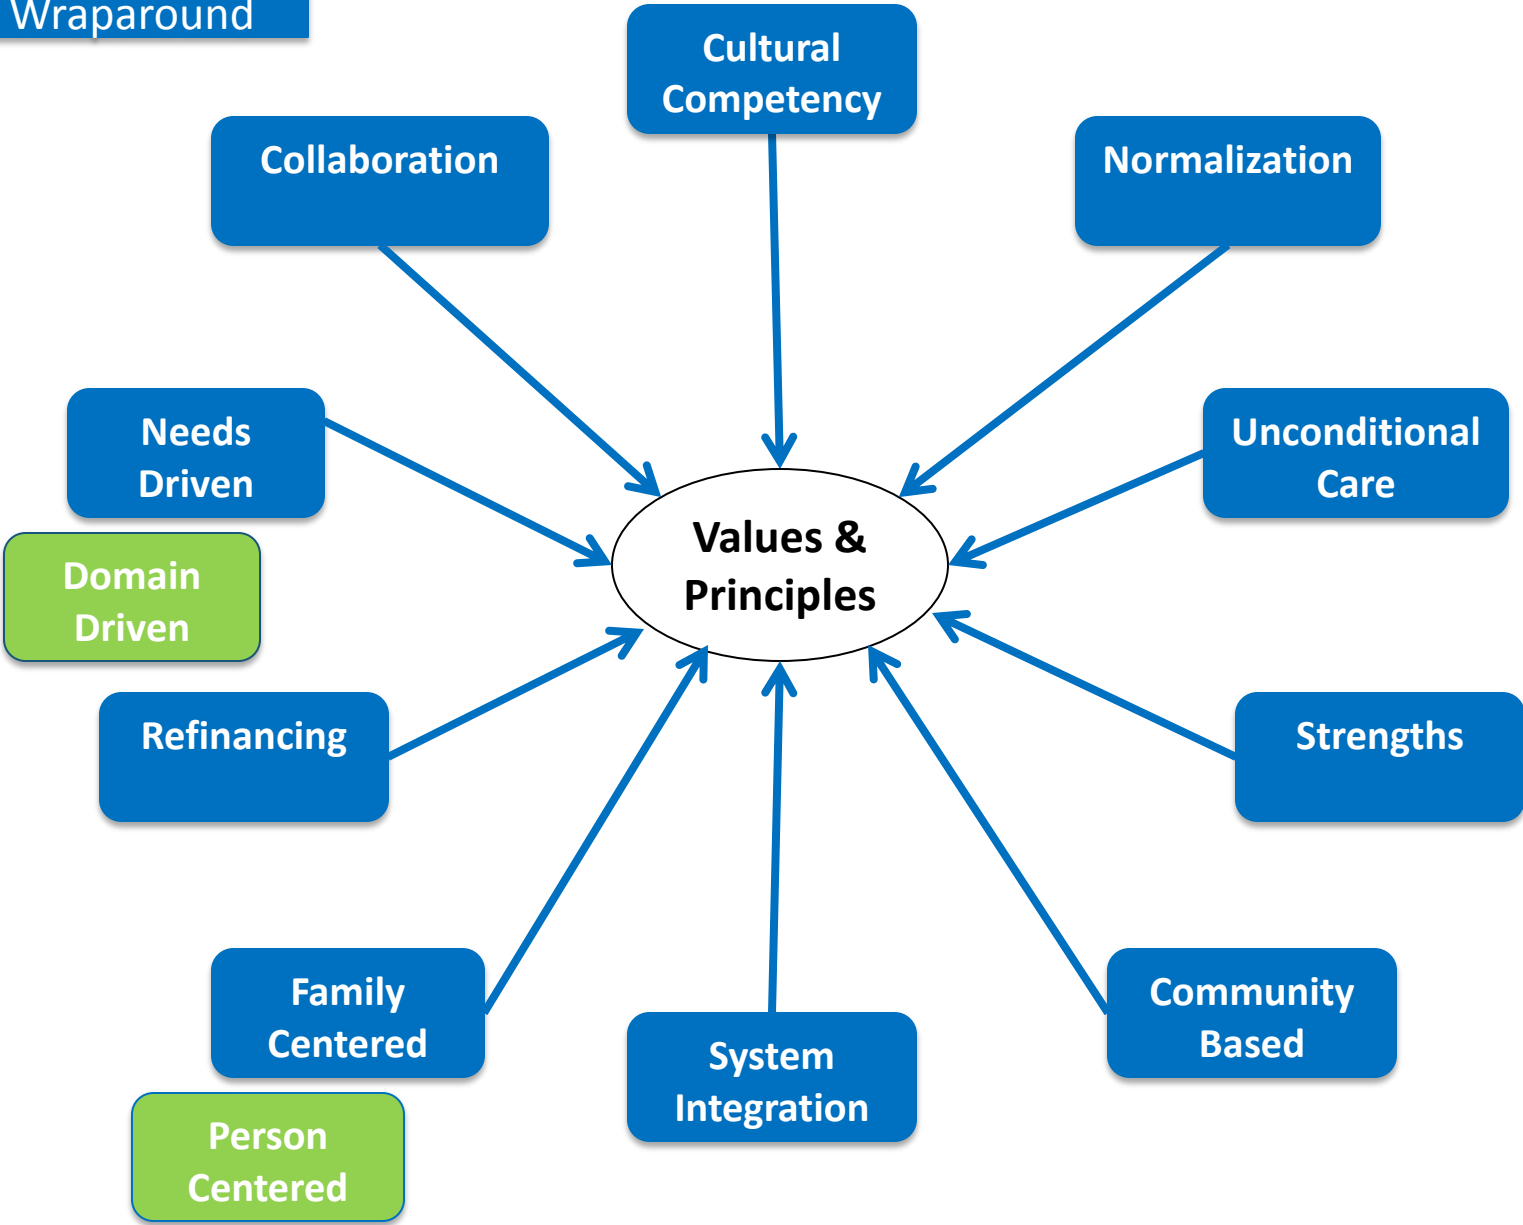 Wraparound
Cultural
Competency
Collaboration
Normalization
Needs
Driven
Unconditional
Care
Values &
Principles
Domain
Driven
Refinancing
Strengths
Family
Centered
System
Integration
Community
Based
Person
Centered